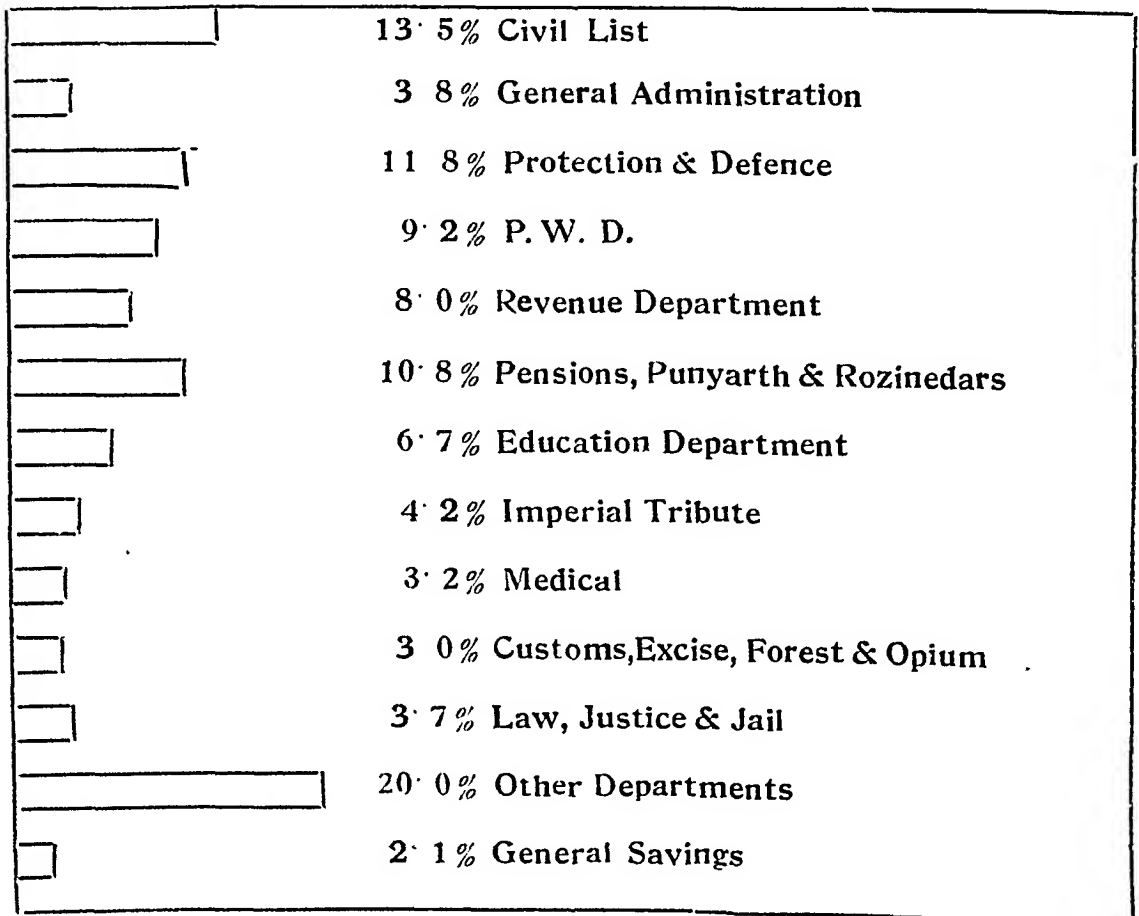 13· 5% Civil List
3 8% General Administration
11 8% Protection & Defence
9· 2% P. W. D.
8· 0% Revenue Department
10· 8% Pensions, Punyarth & Rozinedars
6· 7% Education Department
4· 2% Imperial Tribute
3· 2% Medical
3 0% Customs,Excise, Forest & Opium
3· 7% Law, Justice & Jail
20· 0% Other Departments
2· 1% General Savings